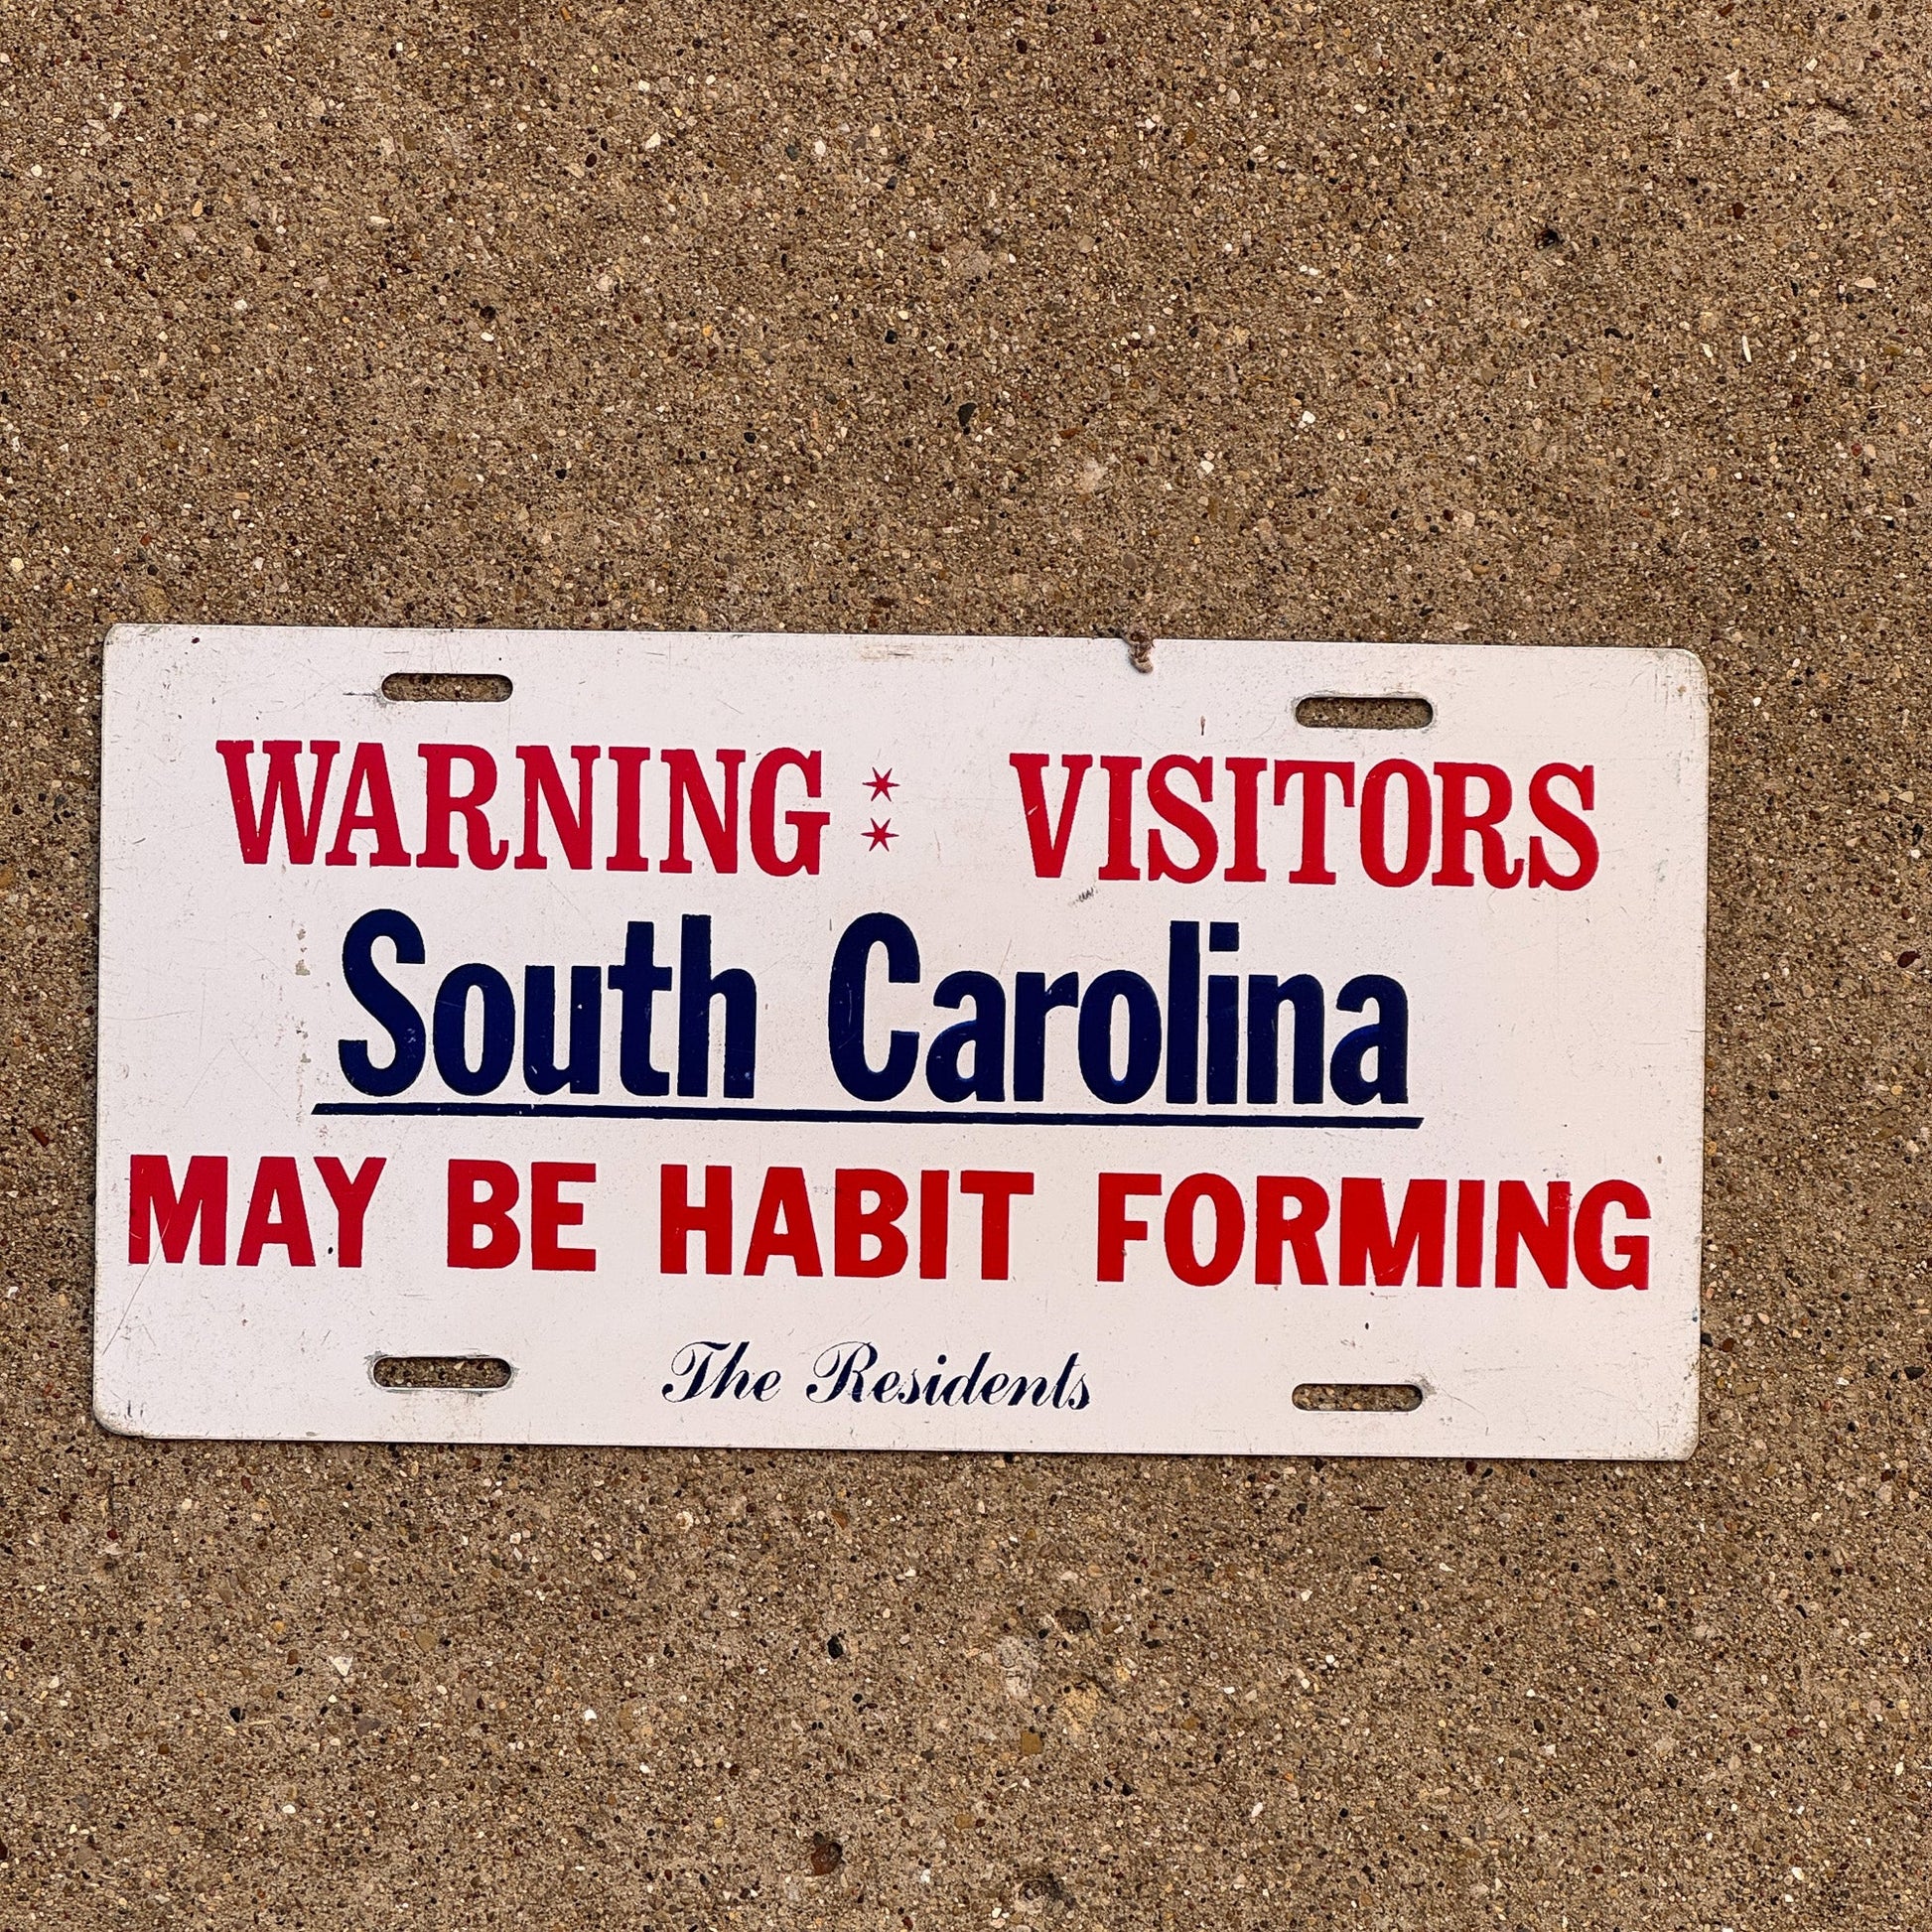 WARNING: VISITORS
South Carolina
MAY BE HABIT FORMING
The Residents